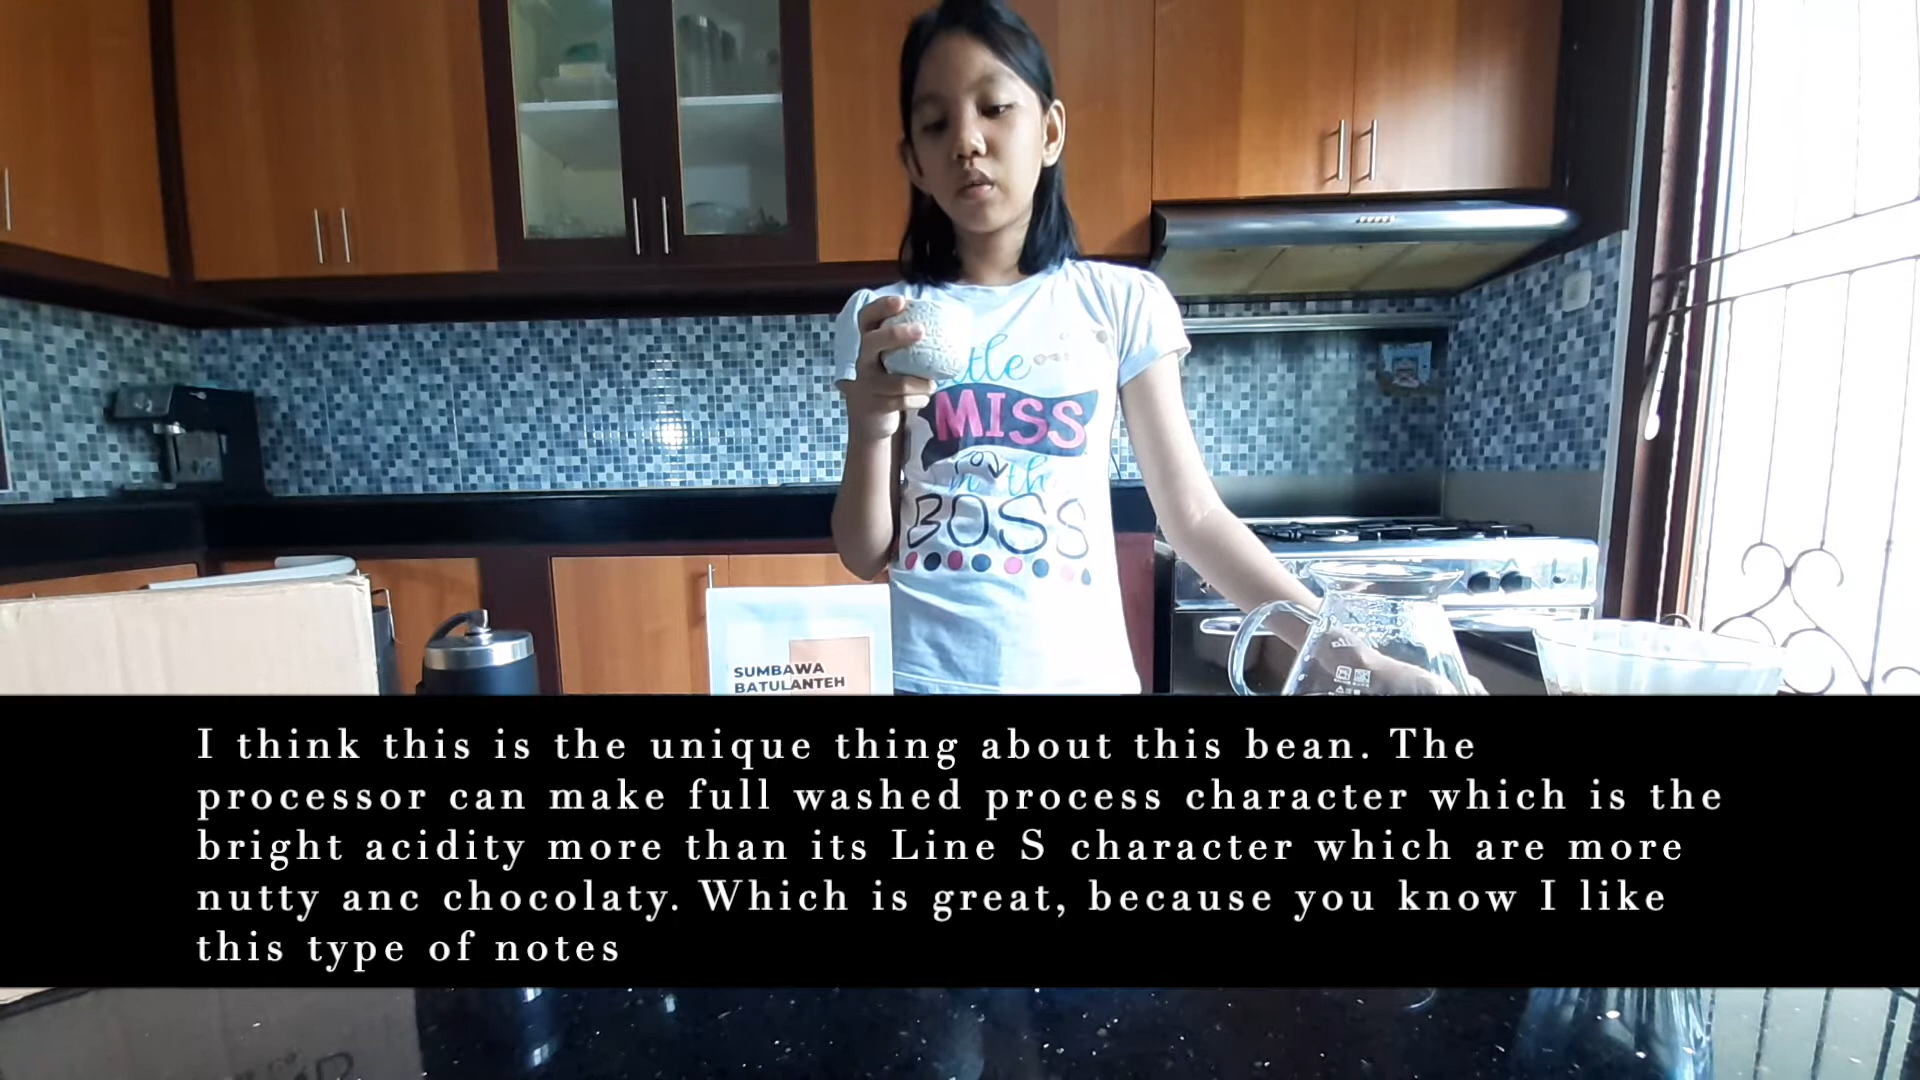 MISS
BOSS
SUMBAWA
BATULANTEH
I think this is the unique thing about this bean. The
processor can make full washed process character which is the
bright acidity more than its Line S character which are more
nutty anc chocolaty. Which is great, because you know I like
this type of notes